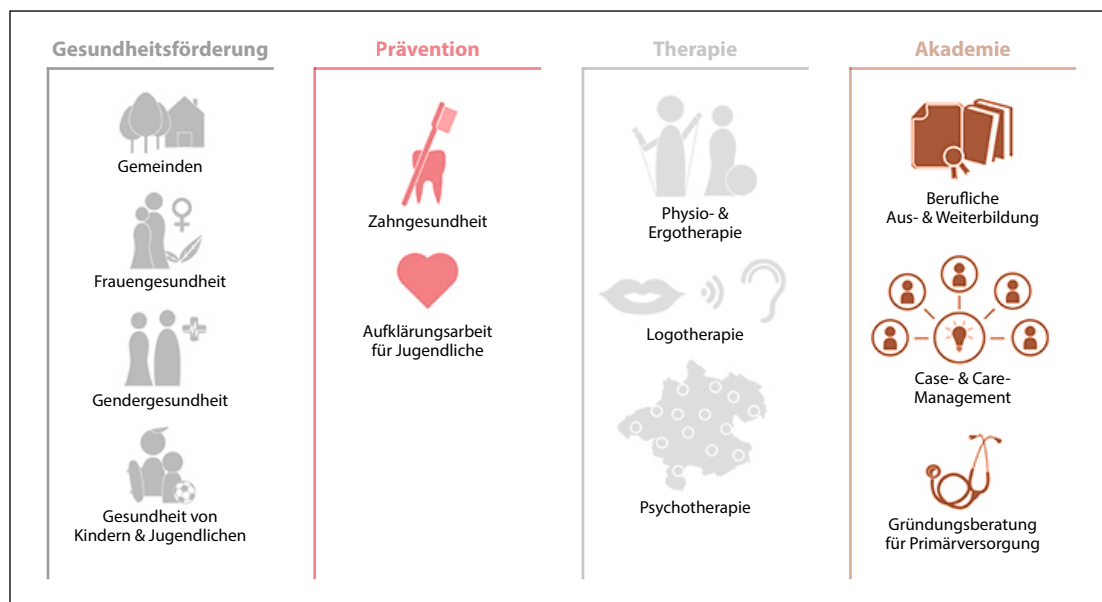 Gesundheitsförderung
Gemeinden
Frauengesundheit
Gendergesundheit
Gesundheit von
Kindern & Jugendlichen
Prävention
Zahngesundheit
Aufklärungsarbeit
für Jugendliche
Therapie
Physio- &
Ergotherapie
Logotherapie
Psychotherapie
Akademie
Berufliche
Aus- & Weiterbildung
Case- & Care-
Management
Gründungsberatung
für Primärversorgung